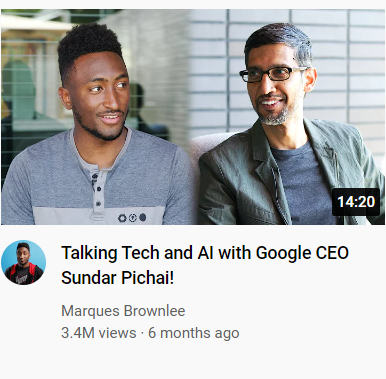 14:20
Talking Tech and AI with Google CEO
Sundar Pichai!
Marques Brownlee
3.4M views · 6 months ago